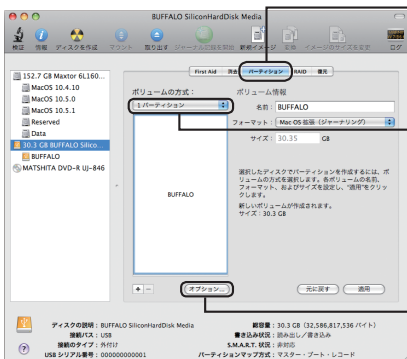 BUFFALO SiliconHardDisk Media
検証 情報 ディスクを作成 マウント 取り出す ジャーナル記録を開始 新規イメージ 変換 イメージのサイズを変更 ログ
152.7 GB Maxtor 6L160...
MacOS 10.4.10
MacOS 10.5.0
MacOS 10.5.1
Reserved
Data
30.3 GB BUFFALO Silico...
BUFFALO
MATSHITA DVD-R UJ-846
First Aid 消去 パーティション RAID 復元
ボリュームの方式：
1 パーティション
BUFFALO
ボリューム情報
名前： BUFFALO
フォーマット： Mac OS 拡張（ジャーナリング）
サイズ： 30.35 GB
選択したディスクでパーティションを作成するには、ボ
リュームの方式を選択します。各ボリュームの名前、
フォーマット、およびサイズを設定し、"適用"をクリッ
クします。
新しいボリュームが作成されます。
サイズ：30.3 GB
+ − オプション... 元に戻す 適用
ディスクの説明： BUFFALO SiliconHardDisk Media
接続バス： USB
接続のタイプ： 外付け
USB シリアル番号： 000000000001
総容量： 30.3 GB (32,586,817,536 バイト)
書き込み状況： 読み出し／書き込み
S.M.A.R.T. 状況： 非対応
パーティションマップ方式： マスター・ブート・レコード